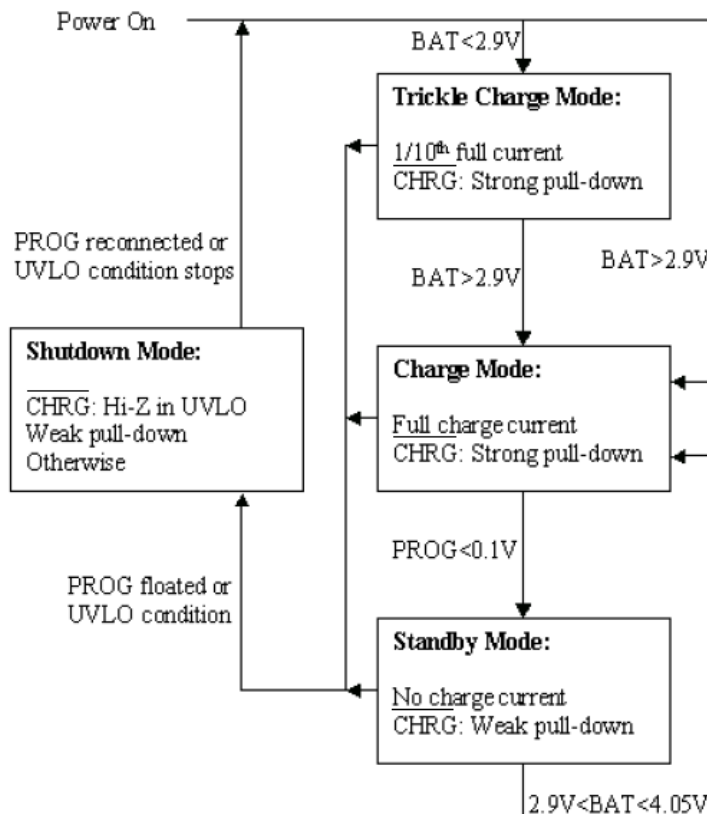 Power On
BAT<2.9V
Trickle Charge Mode:
1/10th full current
CHRG: Strong pull-down
PROG reconnected or
UVLO condition stops
BAT>2.9V
BAT>2.9V
Shutdown Mode:
CHRG: Hi-Z in UVLO
Weak pull-down
Otherwise
Charge Mode:
Full charge current
CHRG: Strong pull-down
PROG<0.1V
PROG floated or
UVLO condition
Standby Mode:
No charge current
CHRG: Weak pull-down
2.9V<BAT<4.05V